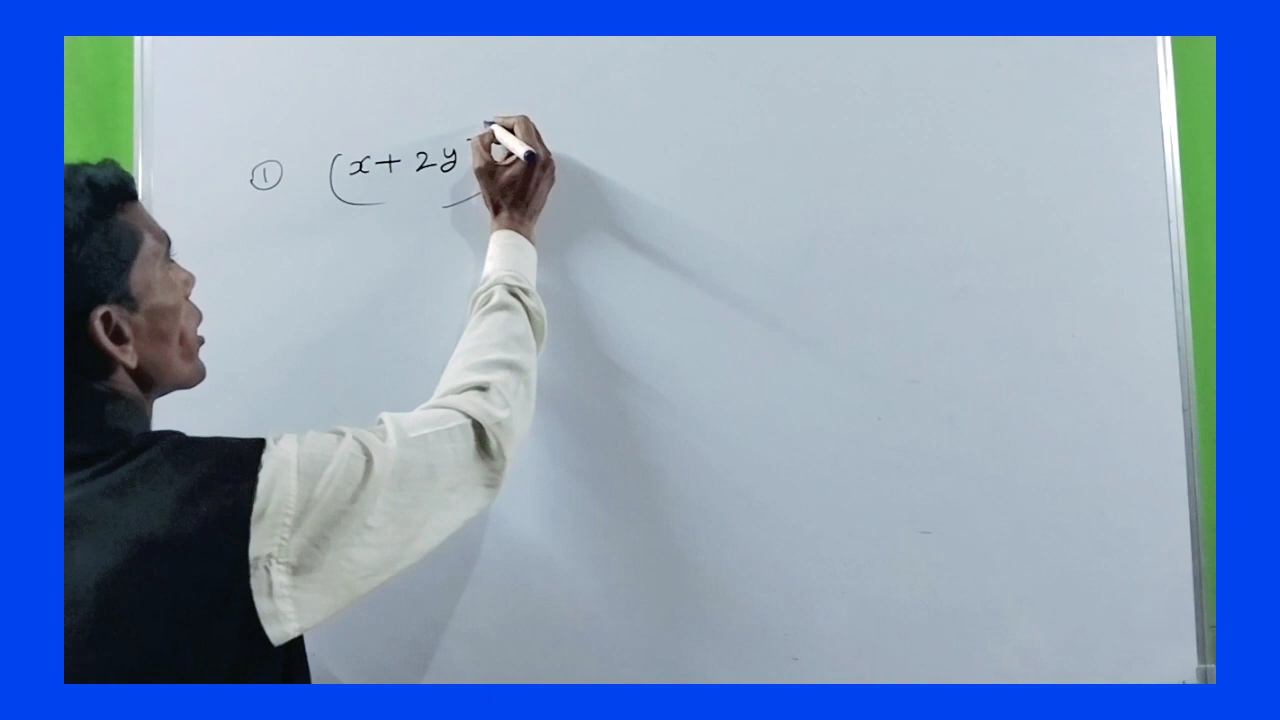 ① (x + 2y